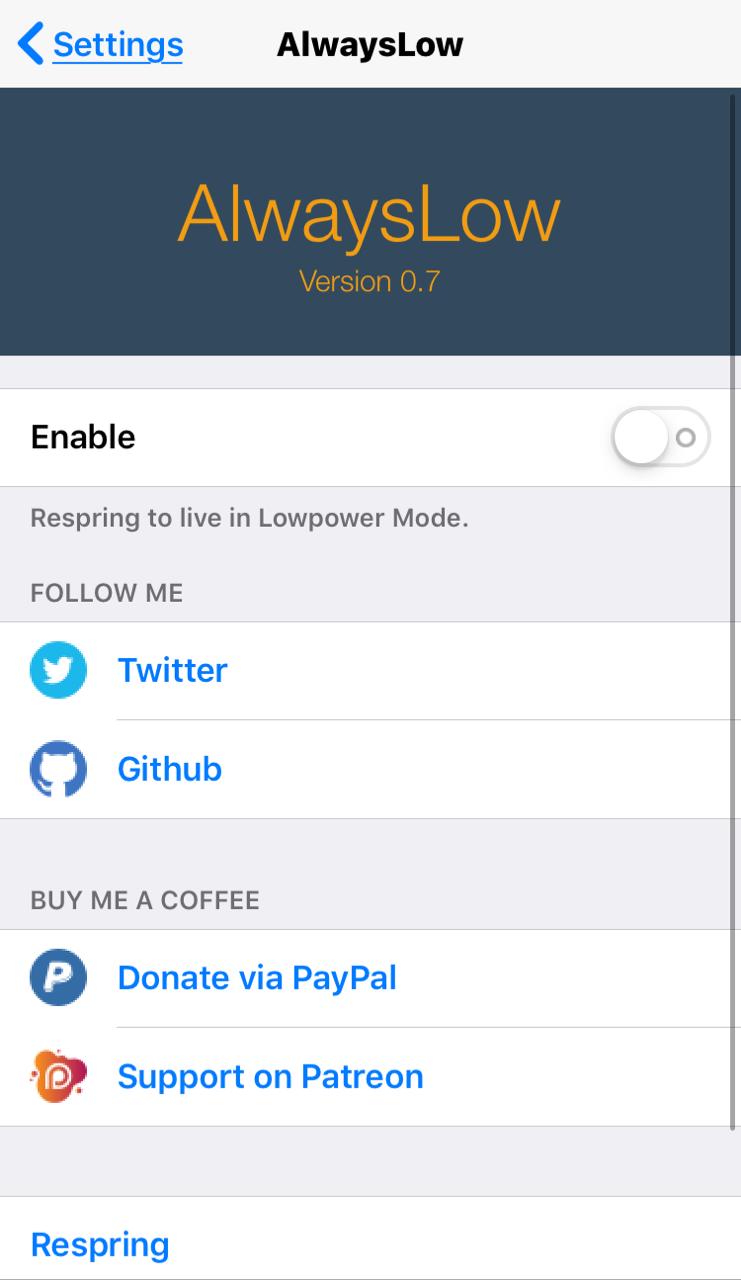 Settings
AlwaysLow
AlwaysLow
Version 0.7
Enable
Respring to live in Lowpower Mode.
FOLLOW ME
Twitter
Github
BUY ME A COFFEE
Donate via PayPal
Support on Patreon
Respring